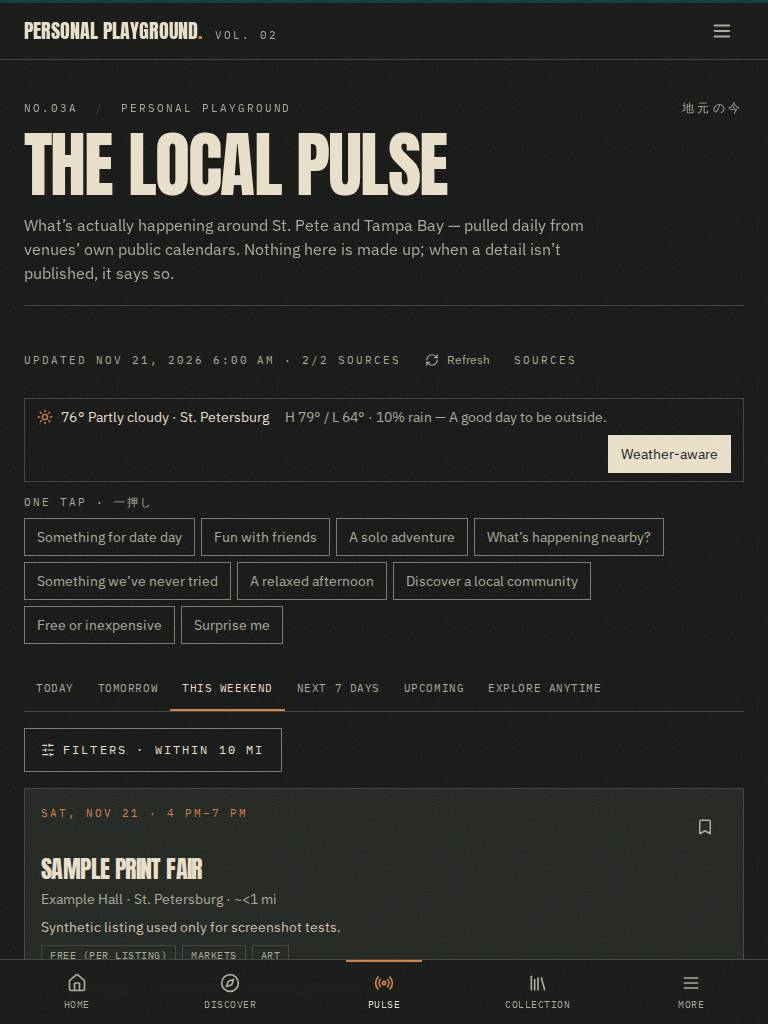 PERSONAL PLAYGROUND. VOL. 02
NO.03A / PERSONAL PLAYGROUND 地元の今
THE LOCAL PULSE
What’s actually happening around St. Pete and Tampa Bay — pulled daily from
venues’ own public calendars. Nothing here is made up; when a detail isn’t
published, it says so.
UPDATED NOV 21, 2026 6:00 AM · 2/2 SOURCES Refresh SOURCES
76° Partly cloudy · St. Petersburg H 79° / L 64° · 10% rain — A good day to be outside.
Weather-aware
ONE TAP · 一押し
Something for date day Fun with friends A solo adventure What’s happening nearby?
Something we’ve never tried A relaxed afternoon Discover a local community
Free or inexpensive Surprise me
TODAY TOMORROW THIS WEEKEND NEXT 7 DAYS UPCOMING EXPLORE ANYTIME
FILTERS · WITHIN 10 MI
SAT, NOV 21 · 4 PM–7 PM
SAMPLE PRINT FAIR
Example Hall · St. Petersburg · ~<1 mi
Synthetic listing used only for screenshot tests.
FREE (PER LISTING) MARKETS ART
HOME DISCOVER PULSE COLLECTION MORE